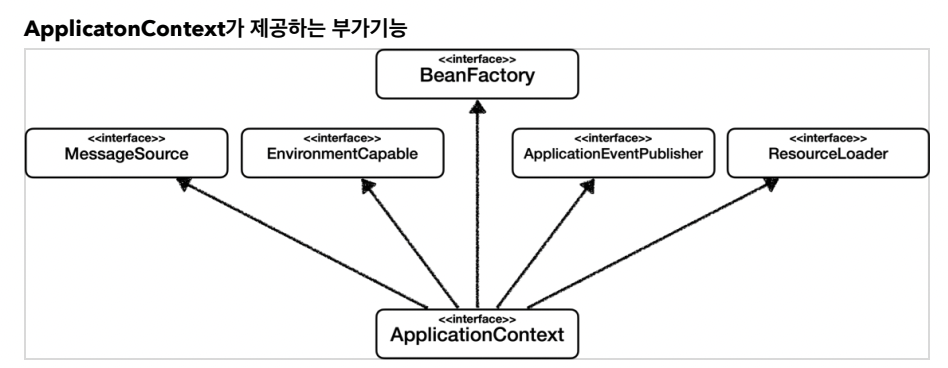 ApplicatonContext가 제공하는 부가기능
<<interface>>
BeanFactory
<<interface>>
MessageSource
<<interface>>
EnvironmentCapable
<<interface>>
ApplicationEventPublisher
<<interface>>
ResourceLoader
<<interface>>
ApplicationContext